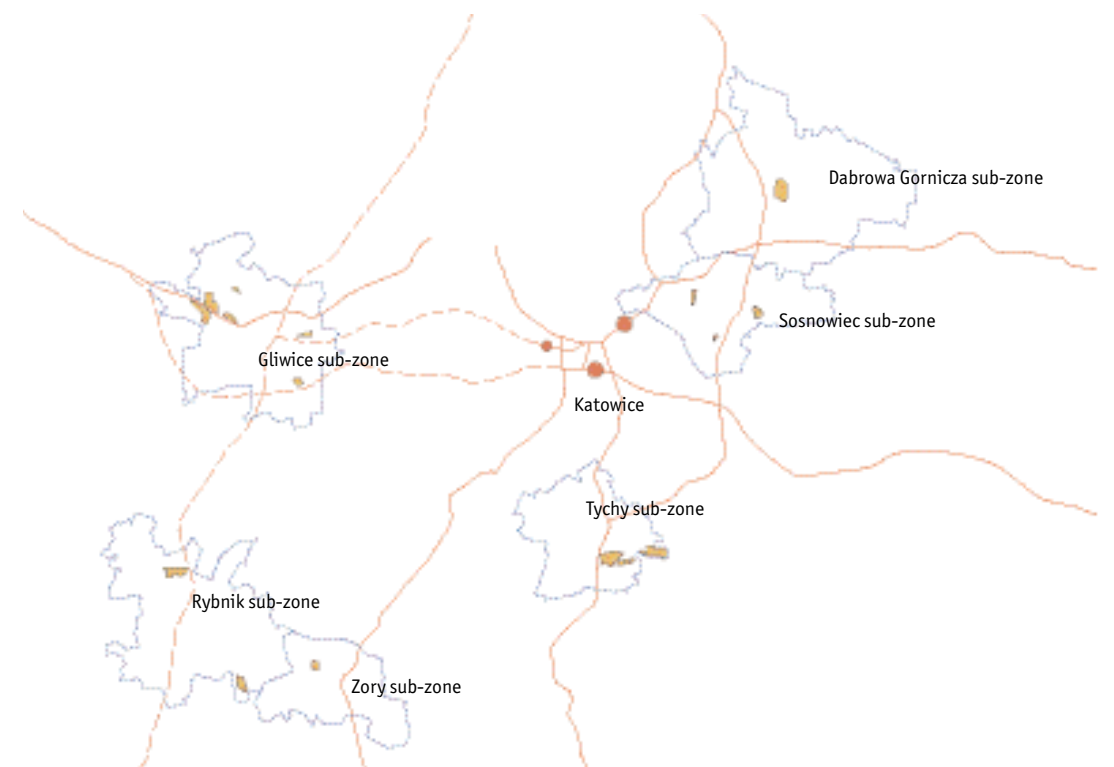 Dabrowa Gornicza sub-zone
Sosnowiec sub-zone
Gliwice sub-zone
Katowice
Tychy sub-zone
Rybnik sub-zone
Zory sub-zone